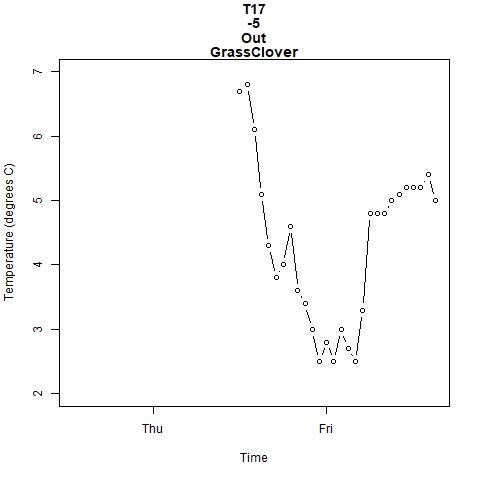 T17
-5
Out
GrassClover
7
6
5
4
3
2
Temperature (degrees C)
Thu
Fri
Time